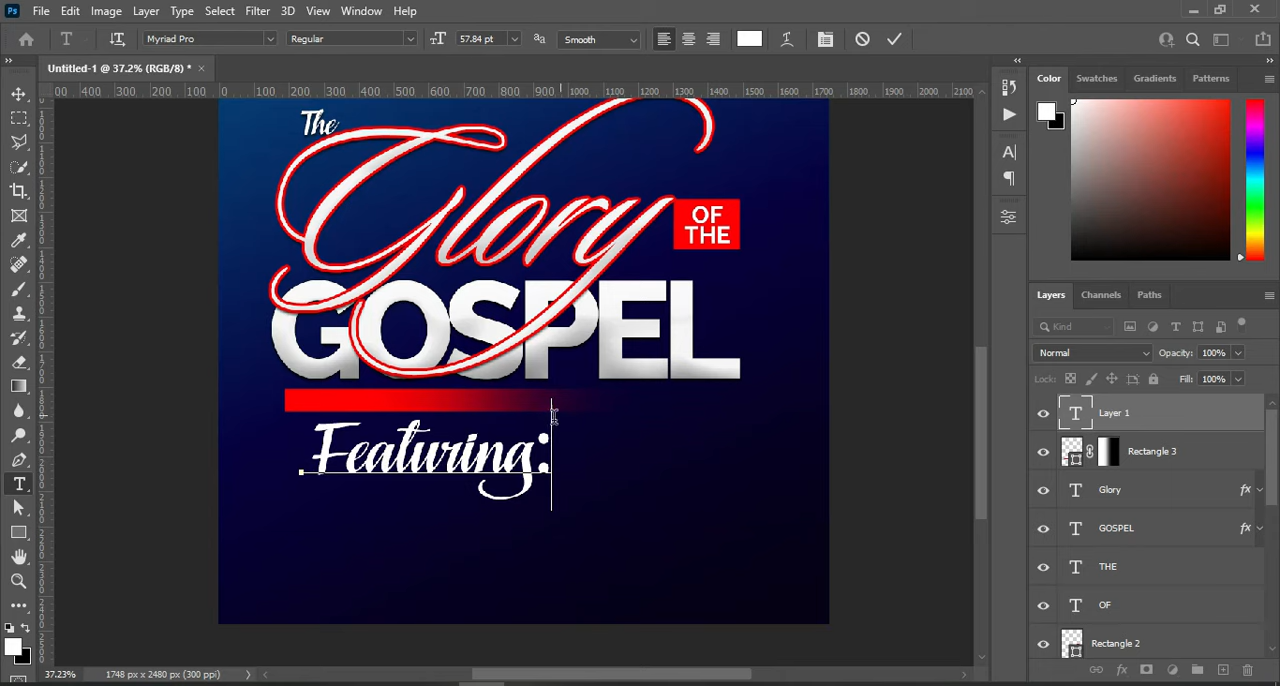 Ps File Edit Image Layer Type Select Filter 3D View Window Help
Myriad Pro Regular 57.84 pt Smooth
Untitled-1 @ 37.2% (RGB/8) *
The
Glory
OF
THE
GOSPEL
Featuring:
Color Swatches Gradients Patterns
Layers Channels Paths
Kind
Normal Opacity: 100%
Lock: Fill: 100%
Layer 1
Rectangle 3
Glory fx
GOSPEL fx
THE
OF
Rectangle 2
37.23% 1748 px x 2480 px (300 ppi)